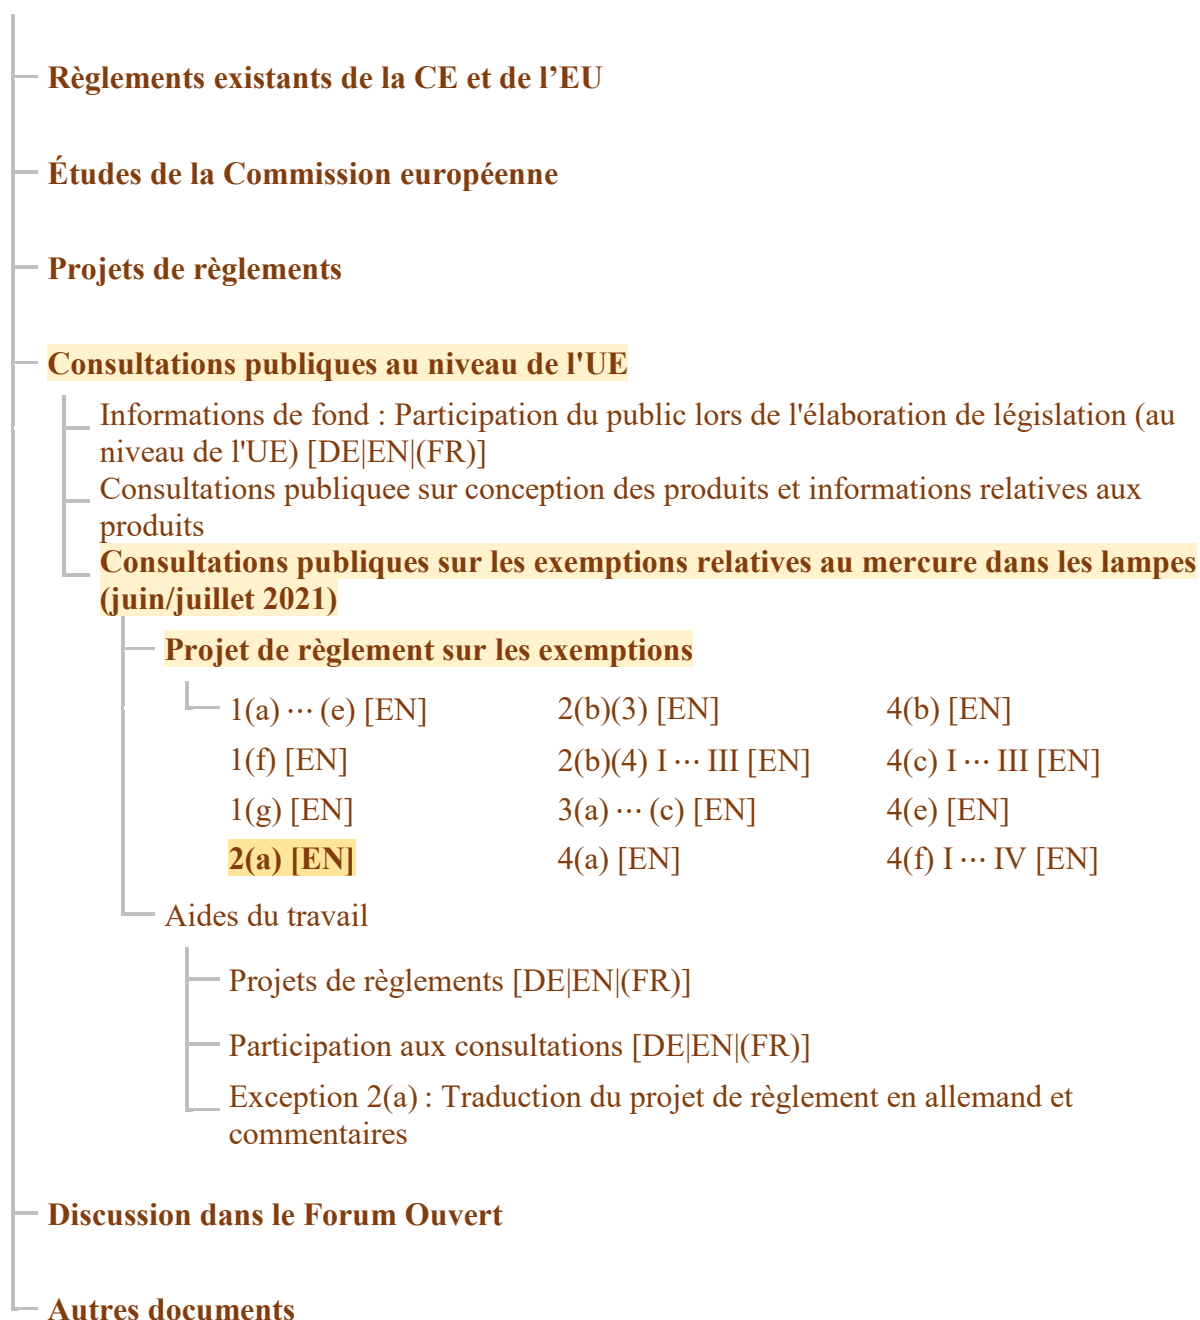 Règlements existants de la CE et de l’EU
Études de la Commission européenne
Projets de règlements
Consultations publiques au niveau de l'UE
Informations de fond : Participation du public lors de l'élaboration de législation (au
niveau de l'UE) [DE|EN|(FR)]
Consultations publiquee sur conception des produits et informations relatives aux
produits
Consultations publiques sur les exemptions relatives au mercure dans les lampes
(juin/juillet 2021)
Projet de règlement sur les exemptions
1(a) ··· (e) [EN] 2(b)(3) [EN] 4(b) [EN]
1(f) [EN] 2(b)(4) I ··· III [EN] 4(c) I ··· III [EN]
1(g) [EN] 3(a) ··· (c) [EN] 4(e) [EN]
2(a) [EN] 4(a) [EN] 4(f) I ··· IV [EN]
Aides du travail
Projets de règlements [DE|EN|(FR)]
Participation aux consultations [DE|EN|(FR)]
Exception 2(a) : Traduction du projet de règlement en allemand et
commentaires
Discussion dans le Forum Ouvert
Autres documents